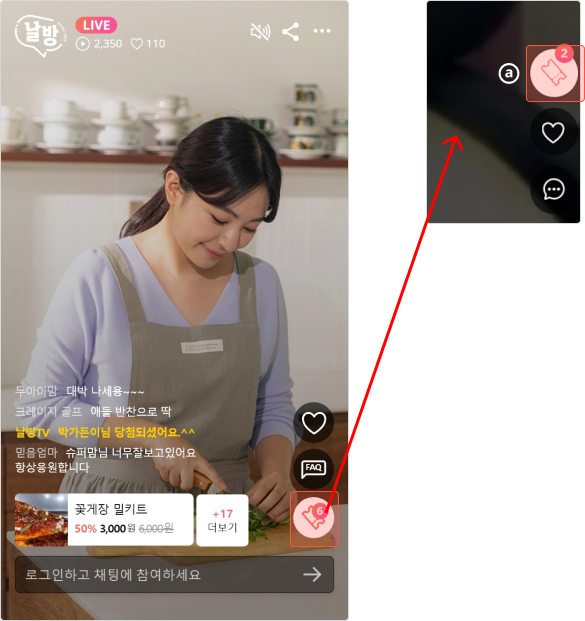 날방
LIVE
2,350 110
두아이맘 대박 나세용~~~
크레이지 골프 애들 반찬으로 딱
날방TV 박가든이님 당첨되셨어요.^^
믿음엄마 슈퍼맘님 너무잘보고있어요
항상응원합니다
FAQ
꽃게장 밀키트
50% 3,000원 6,000원
+17
더보기
6
로그인하고 채팅에 참여하세요
2
a